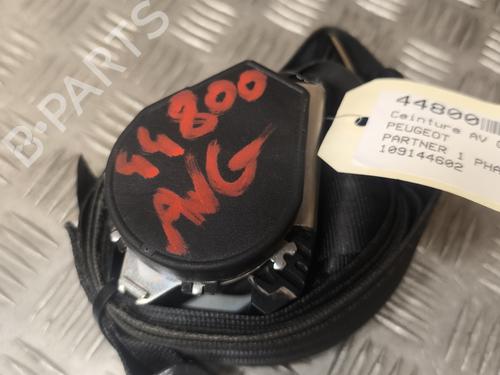 B-PARTS
44800
AVG
44800
Ceinture AV
PEUGEOT
PARTNER 1 PHA
109144602